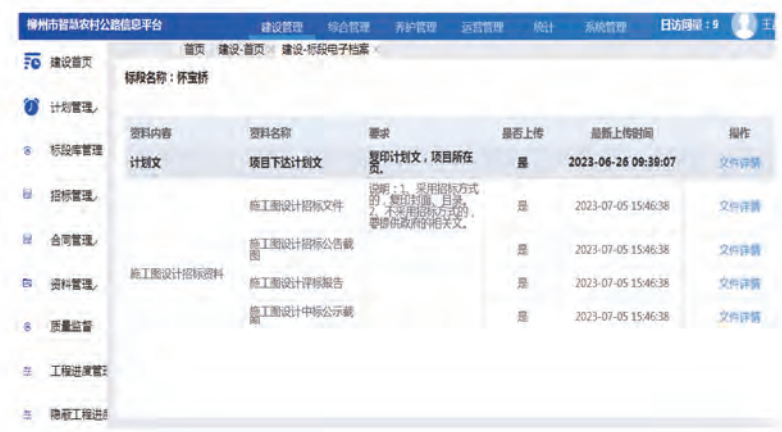 柳州市智慧农村公路信息平台 建设管理 综合管理 养护管理 运营管理 统计 系统管理 日访问量：9 王
首页 建设-首页 × 建设-标段电子档案 ×
建设首页
标段名称：怀宝桥
计划管理
资料内容 资料名称 要求 是否上传 最新上传时间 操作
标段库管理
计划文 项目下达计划文 复印计划文，项目所在页。 是 2023-06-26 09:39:07 文件详情
招标管理
施工图设计招标文件 说明：1、采用招标方式的，复印封面、目录。2、不采用招标方式的，要提供政府的相关文。 是 2023-07-05 15:46:38 文件详情
合同管理
施工图设计招标公告截图 是 2023-07-05 15:46:38 文件详情
施工图设计招标资料
资料管理
施工图设计评标报告 是 2023-07-05 15:46:38 文件详情
质量监督
施工图设计中标公示截图 是 2023-07-05 15:46:38 文件详情
工程进度管理
隐蔽工程进度